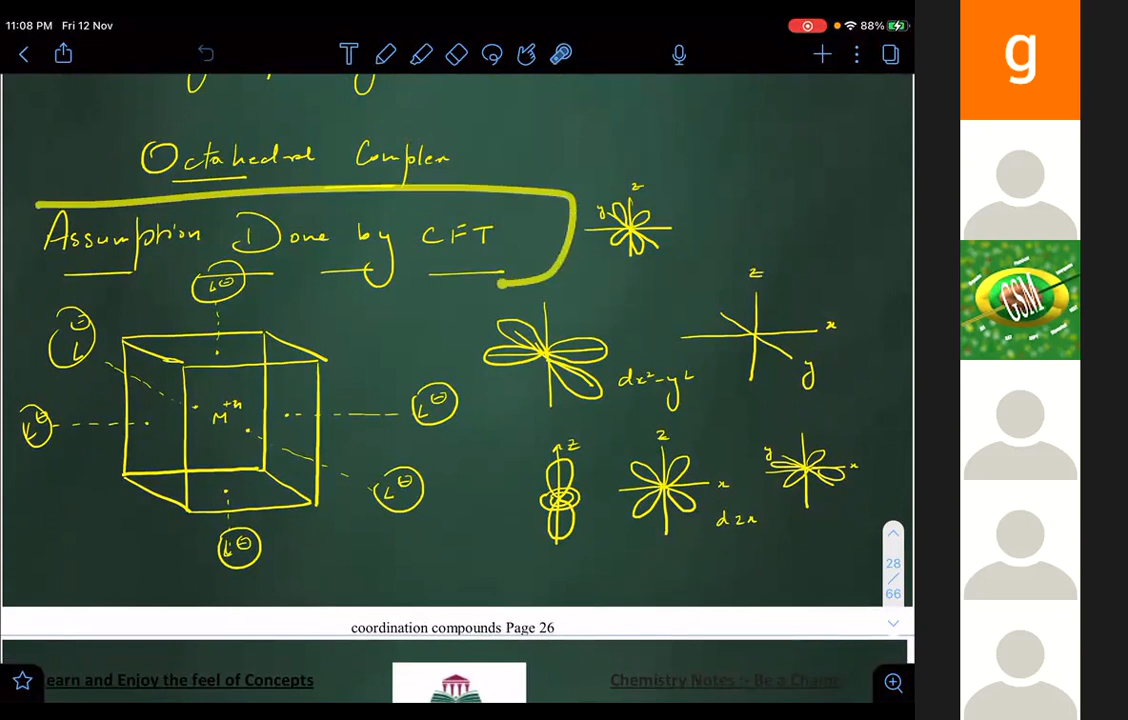 11:08 PM Fri 12 Nov
88%
g
T
Octahedral Complex
Assumption Done by CFT
z
y
L⊖
L⊖
L⊖
L⊖
L⊖
L⊖
M+n
z
x
y
dx²-y²
z
z
x
dzx
y
x
GSM
28
/
66
coordination compounds Page 26
earn and Enjoy the feel of Concepts
Chemistry Notes :- Be a Cham